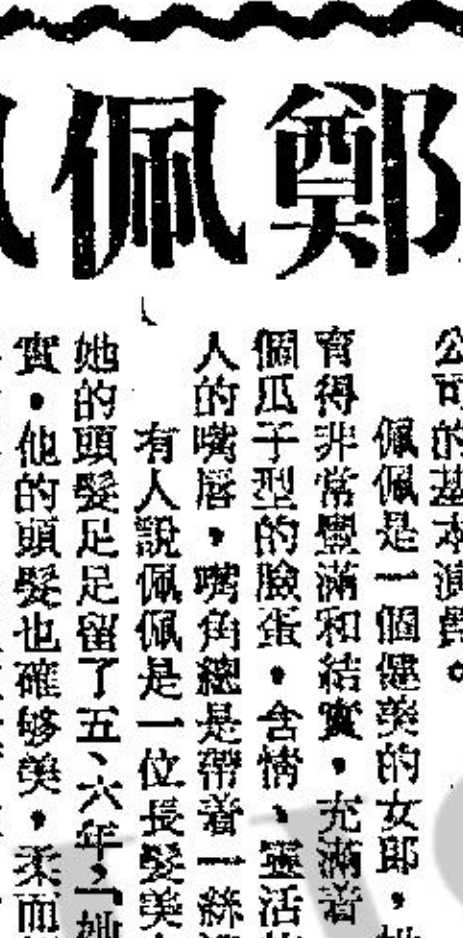 鄭佩
公司的基本演員。
佩佩是一個健美的女郎，她
育得非常豐滿和結實，充滿着
個瓜子型的臉蛋，含情、靈活
人的嘴唇，嘴角總是帶着一絲
有人說佩佩是一位長髮美
她的頭髮足足留了五、六年，她
實，他的頭髮也確够美，柔而